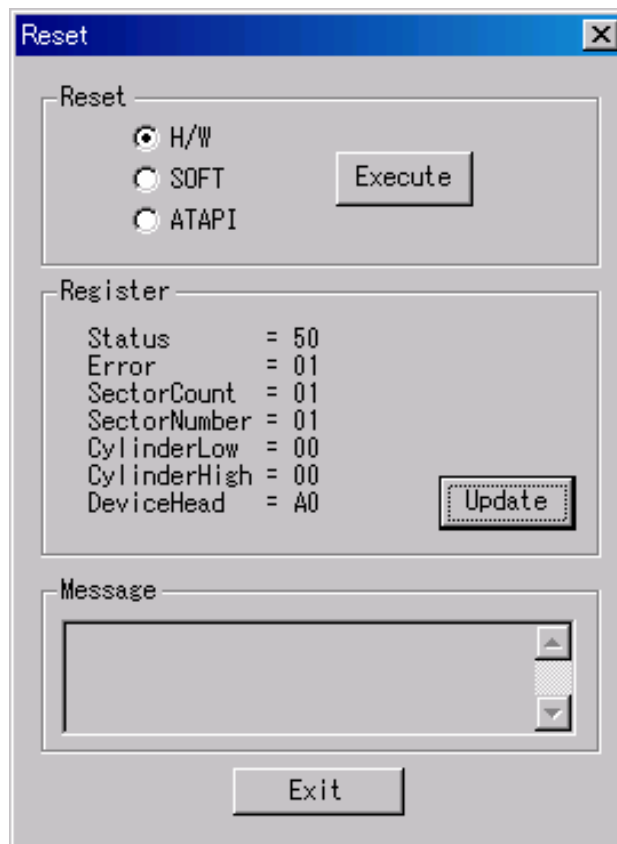 Reset
Reset
H/W
SOFT
Execute
ATAPI
Register
Status = 50
Error = 01
SectorCount = 01
SectorNumber = 01
CylinderLow = 00
CylinderHigh = 00
DeviceHead = A0
Update
Message
Exit